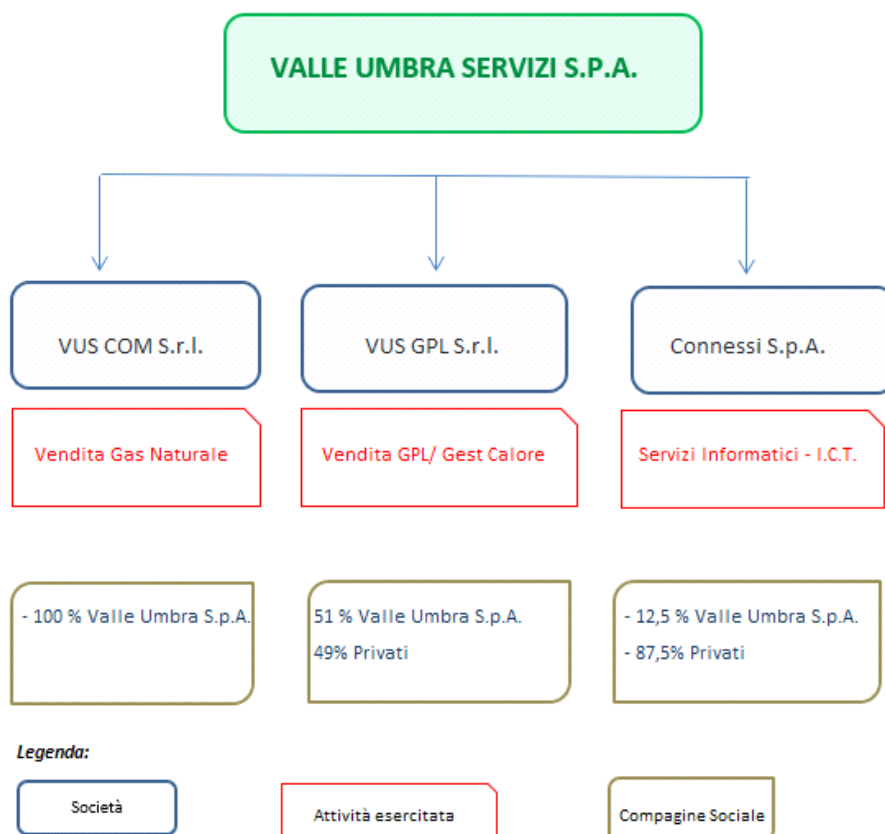 VALLE UMBRA SERVIZI S.P.A.
VUS COM S.r.l.
VUS GPL S.r.l.
Connessi S.p.A.
Vendita Gas Naturale
Vendita GPL/ Gest Calore
Servizi Informatici - I.C.T.
- 100 % Valle Umbra S.p.A.
51 % Valle Umbra S.p.A.
49% Privati
- 12,5 % Valle Umbra S.p.A.
- 87,5% Privati
Legenda:
Società
Attività esercitata
Compagine Sociale